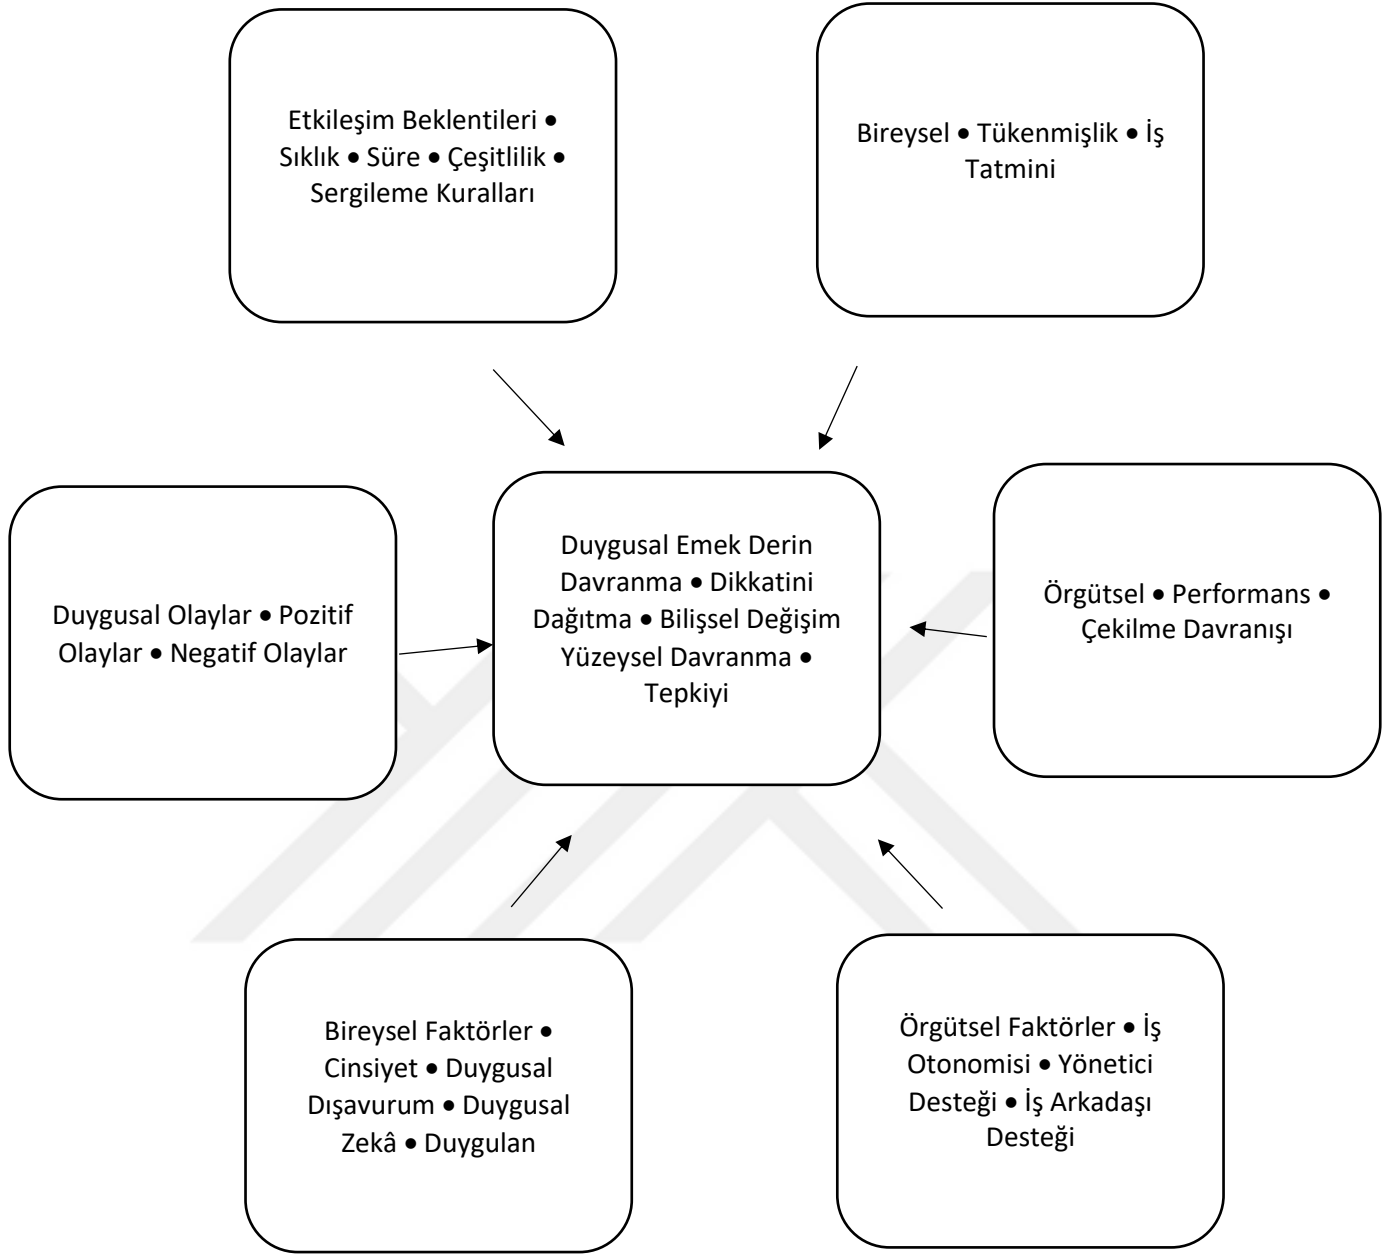 Etkileşim Beklentileri •
Sıklık • Süre • Çeşitlilik •
Sergileme Kuralları
Bireysel • Tükenmişlik • İş
Tatmini
Duygusal Olaylar • Pozitif
Olaylar • Negatif Olaylar
Duygusal Emek Derin
Davranma • Dikkatini
Dağıtma • Bilişsel Değişim
Yüzeysel Davranma •
Tepkiyi
Örgütsel • Performans •
Çekilme Davranışı
Bireysel Faktörler •
Cinsiyet • Duygusal
Dışavurum • Duygusal
Zekâ • Duygulan
Örgütsel Faktörler • İş
Otonomisi • Yönetici
Desteği • İş Arkadaşı
Desteği